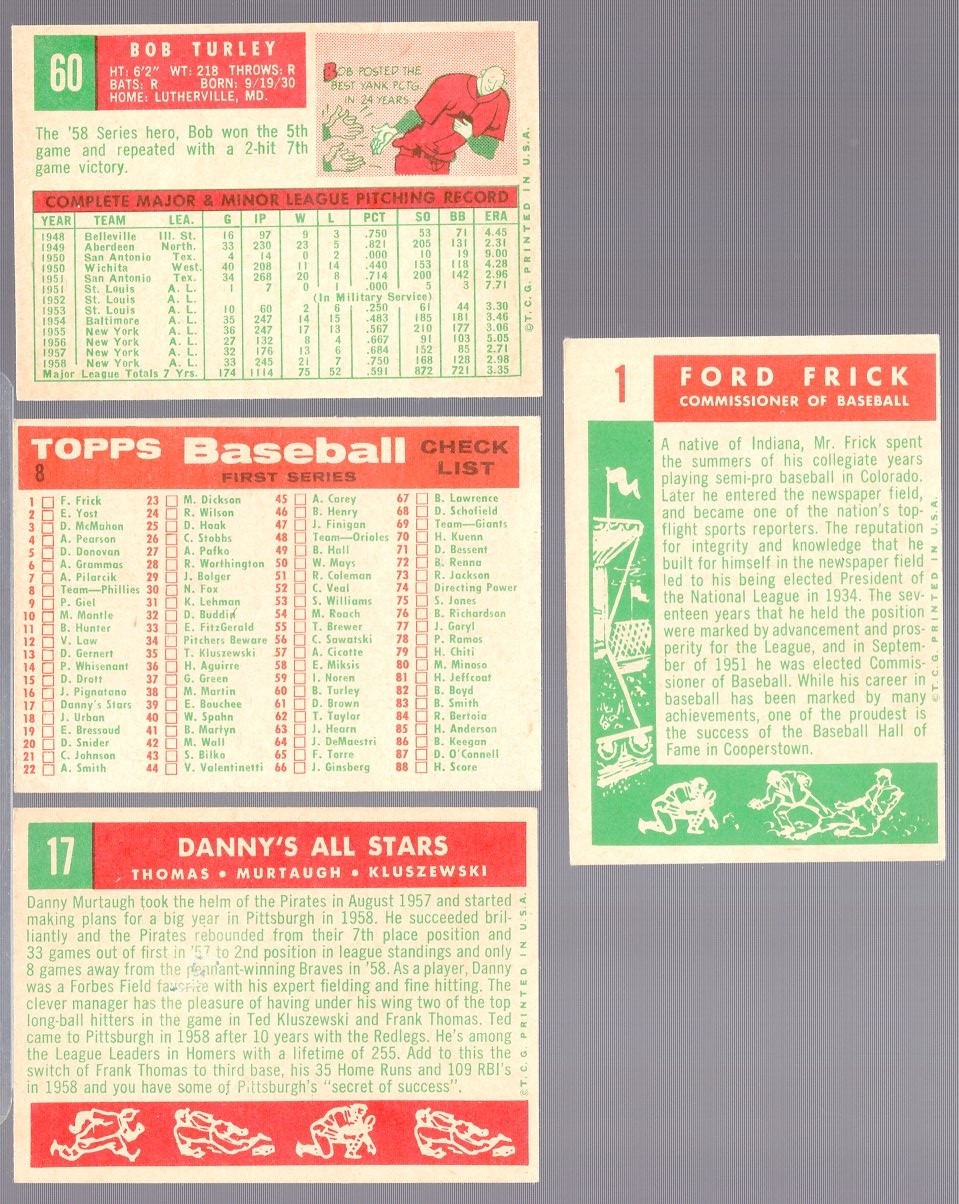 60
BOB TURLEY
HT: 6'2" WT: 218 THROWS: R
BATS: R BORN: 9/19/30
HOME: LUTHERVILLE, MD.
BOB POSTED THE
BEST YANK PCTG.
IN 24 YEARS
The '58 Series hero, Bob won the 5th
game and repeated with a 2-hit 7th
game victory.
COMPLETE MAJOR & MINOR LEAGUE PITCHING RECORD
YEAR TEAM LEA. G IP W L PCT SO BB ERA
1948 Belleville Ill. St. 16 97 9 3 .750 53 71 4.45
1949 Aberdeen North. 33 230 23 5 .821 205 131 2.31
1950 San Antonio Tex. 4 14 0 2 .000 10 19 9.00
1950 Wichita West. 40 208 11 14 .440 153 118 4.28
1951 San Antonio Tex. 34 268 20 8 .714 200 142 2.96
1951 St. Louis A. L. 1 7 0 1 .000 5 3 7.71
1952 St. Louis A. L. (In Military Service)
1953 St. Louis A. L. 10 60 2 6 .250 61 44 3.30
1954 Baltimore A. L. 35 247 14 15 .483 185 181 3.46
1955 New York A. L. 36 247 17 13 .567 210 177 3.06
1956 New York A. L. 27 132 8 4 .667 91 103 5.05
1957 New York A. L. 32 176 13 6 .684 152 85 2.71
1958 New York A. L. 33 245 21 7 .750 168 128 2.98
Major League Totals 7 Yrs. 174 1114 75 52 .591 872 721 3.35
©T.C.G. PRINTED IN U.S.A.
TOPPS Baseball CHECK
8 FIRST SERIES LIST
1 F. Frick 23 M. Dickson 45 A. Carey 67 B. Lawrence
2 E. Yost 24 R. Wilson 46 B. Henry 68 D. Schofield
3 D. McMahon 25 D. Hoak 47 J. Finigan 69 Team—Giants
4 A. Pearson 26 C. Stobbs 48 Team—Orioles 70 H. Kuenn
5 D. Donovan 27 A. Pafko 49 B. Hall 71 D. Bessent
6 A. Grammas 28 R. Worthington 50 W. Mays 72 B. Renna
7 A. Pilarcik 29 J. Bolger 51 R. Coleman 73 R. Jackson
8 Team—Phillies 30 N. Fox 52 C. Veal 74 Directing Power
9 P. Giel 31 K. Lehman 53 S. Williams 75 S. Jones
10 M. Mantle 32 D. Buddin 54 M. Roach 76 B. Richardson
11 B. Hunter 33 E. FitzGerald 55 T. Brewer 77 J. Goryl
12 V. Law 34 Pitchers Beware 56 C. Sawatski 78 P. Ramos
13 D. Gernert 35 T. Kluszewski 57 A. Cicotte 79 H. Chiti
14 P. Whisenant 36 H. Aguirre 58 E. Miksis 80 M. Minoso
15 D. Drott 37 G. Green 59 I. Noren 81 H. Jeffcoat
16 J. Pignatano 38 M. Martin 60 B. Turley 82 B. Boyd
17 Danny's Stars 39 E. Bouchee 61 D. Brown 83 B. Smith
18 J. Urban 40 W. Spahn 62 T. Taylor 84 R. Bertoia
19 E. Bressoud 41 B. Martyn 63 J. Hearn 85 H. Anderson
20 D. Snider 42 M. Wall 64 J. DeMaestri 86 B. Keegan
21 C. Johnson 43 S. Bilko 65 F. Torre 87 D. O'Connell
22 A. Smith 44 V. Valentinetti 66 J. Ginsberg 88 H. Score
17
DANNY'S ALL STARS
THOMAS • MURTAUGH • KLUSZEWSKI
Danny Murtaugh took the helm of the Pirates in August 1957 and started
making plans for a big year in Pittsburgh in 1958. He succeeded bril-
liantly and the Pirates rebounded from their 7th place position and
33 games out of first in '57 to 2nd position in league standings and only
8 games away from the pennant-winning Braves in '58. As a player, Danny
was a Forbes Field favorite with his expert fielding and fine hitting. The
clever manager has the pleasure of having under his wing two of the top
long-ball hitters in the game in Ted Kluszewski and Frank Thomas. Ted
came to Pittsburgh in 1958 after 10 years with the Redlegs. He's among
the League Leaders in Homers with a lifetime of 255. Add to this the
switch of Frank Thomas to third base, his 35 Home Runs and 109 RBI's
in 1958 and you have some of Pittsburgh's "secret of success".
©T.C.G. PRINTED IN U.S.A.
1
FORD FRICK
COMMISSIONER OF BASEBALL
A native of Indiana, Mr. Frick spent
the summers of his collegiate years
playing semi-pro baseball in Colorado.
Later he entered the newspaper field,
and became one of the nation's top-
flight sports reporters. The reputation
for integrity and knowledge that he
built for himself in the newspaper field
led to his being elected President of
the National League in 1934. The sev-
enteen years that he held the position
were marked by advancement and pros-
perity for the League, and in Septem-
ber of 1951 he was elected Commis-
sioner of Baseball. While his career in
baseball has been marked by many
achievements, one of the proudest is
the success of the Baseball Hall of
Fame in Cooperstown.
©T.C.G. PRINTED IN U.S.A.